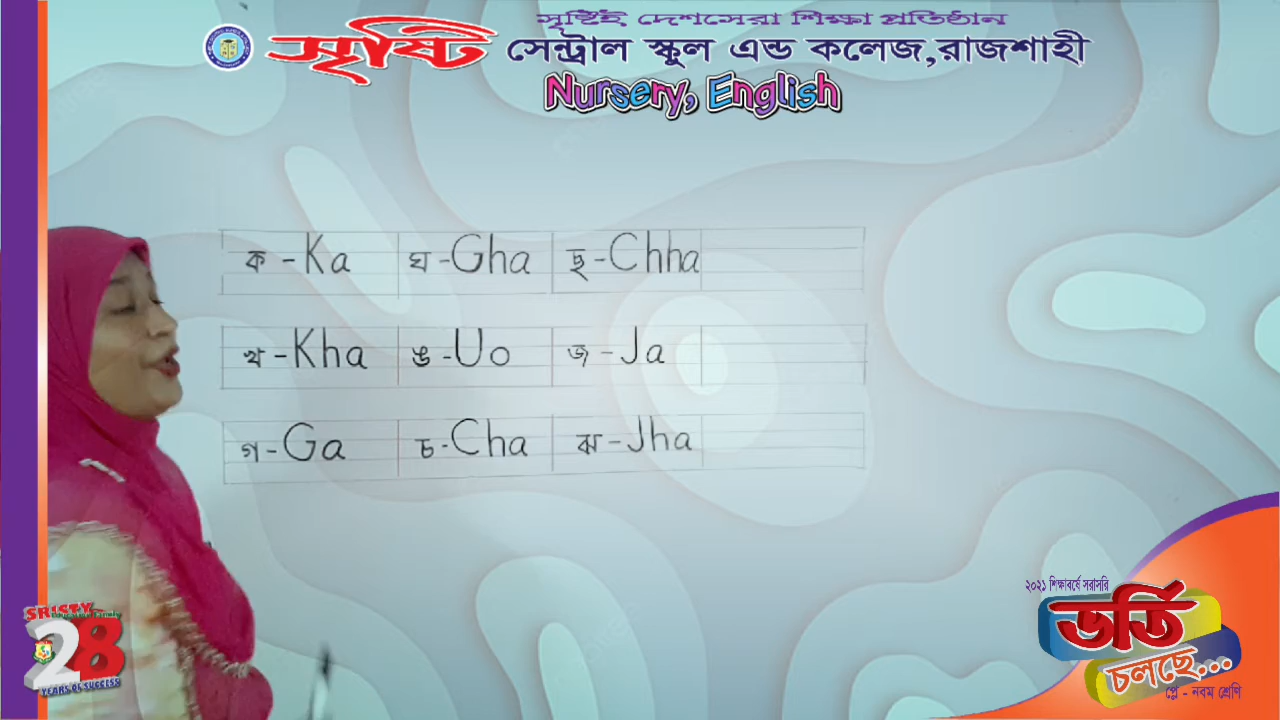 সৃষ্টিই দেশসেরা শিক্ষা প্রতিষ্ঠান
সৃষ্টি সেন্ট্রাল স্কুল এন্ড কলেজ,রাজশাহী
Nursery, English
ক - Ka ঘ - Gha ছ - Chha
খ - Kha ঙ - Uo জ - Ja
গ - Ga চ - Cha ঝ - Jha
SRISTY
28
YEARS OF SUCCESS
২০২১ শিক্ষাবর্ষে সরাসরি
ভর্তি
চলছে...
প্লে - নবম শ্রেণি